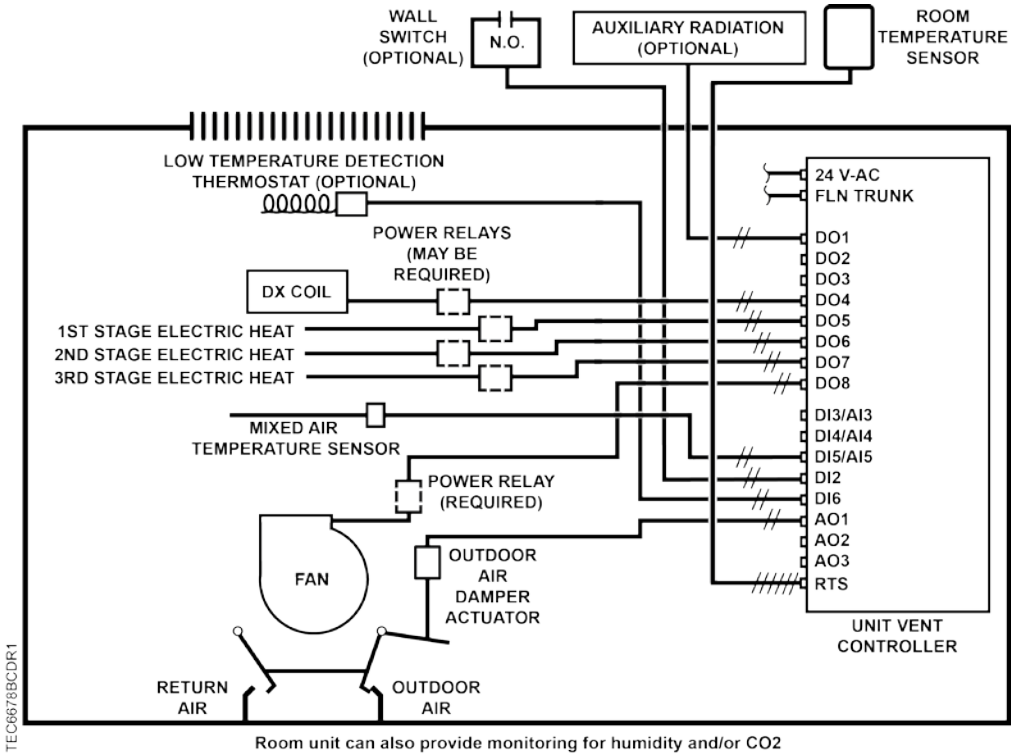 WALL
SWITCH
(OPTIONAL)
N.O.
AUXILIARY RADIATION
(OPTIONAL)
ROOM
TEMPERATURE
SENSOR
LOW TEMPERATURE DETECTION
THERMOSTAT (OPTIONAL)
POWER RELAYS
(MAY BE
REQUIRED)
DX COIL
1ST STAGE ELECTRIC HEAT
2ND STAGE ELECTRIC HEAT
3RD STAGE ELECTRIC HEAT
MIXED AIR
TEMPERATURE SENSOR
POWER RELAY
(REQUIRED)
FAN
OUTDOOR
AIR
DAMPER
ACTUATOR
RETURN
AIR
OUTDOOR
AIR
24 V-AC
FLN TRUNK
DO1
DO2
DO3
DO4
DO5
DO6
DO7
DO8
DI3/AI3
DI4/AI4
DI5/AI5
DI2
DI6
AO1
AO2
AO3
RTS
UNIT VENT
CONTROLLER
TEC6678BCDR1
Room unit can also provide monitoring for humidity and/or CO2